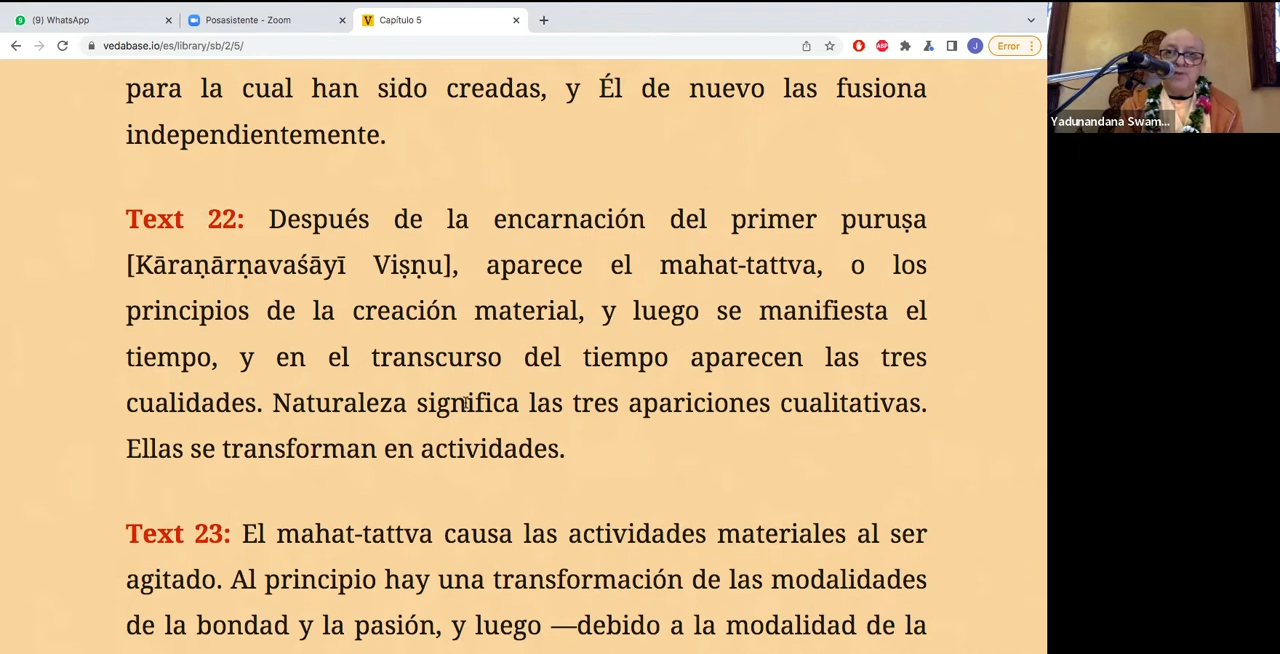 (9) WhatsApp
Posasistente - Zoom
Capítulo 5
vedabase.io/es/library/sb/2/5/
ABP
J
Error
Yadunandana Swam...
para la cual han sido creadas, y Él de nuevo las fusiona
independientemente.
Text 22: Después de la encarnación del primer puruṣa
[Kāraṇārṇavaśāyī Viṣṇu], aparece el mahat-tattva, o los
principios de la creación material, y luego se manifiesta el
tiempo, y en el transcurso del tiempo aparecen las tres
cualidades. Naturaleza significa las tres apariciones cualitativas.
Ellas se transforman en actividades.
Text 23: El mahat-tattva causa las actividades materiales al ser
agitado. Al principio hay una transformación de las modalidades
de la bondad y la pasión, y luego —debido a la modalidad de la